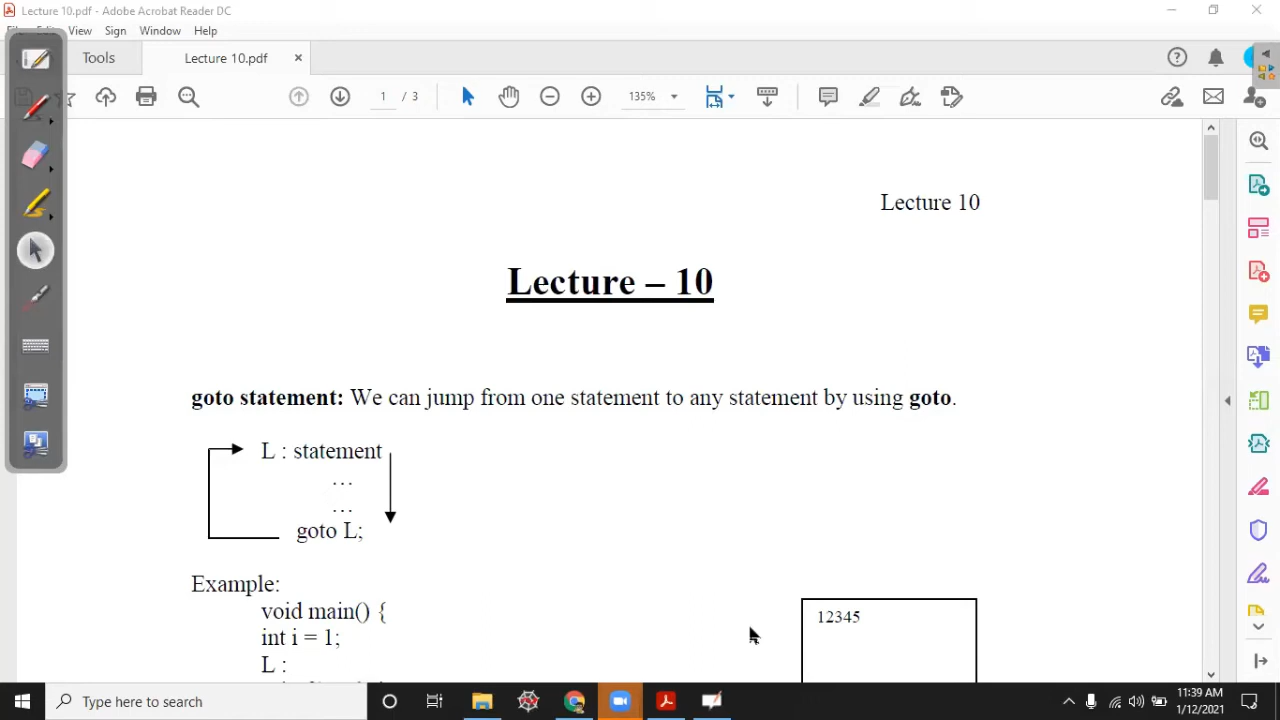 Lecture 10.pdf - Adobe Acrobat Reader DC
View Sign Window Help
Tools
Lecture 10.pdf
1 / 3
135%
Lecture 10
Lecture – 10
goto statement: We can jump from one statement to any statement by using goto.
L : statement
…
…
goto L;
Example:
void main() {
int i = 1;
L :
12345
Type here to search
11:39 AM
1/12/2021